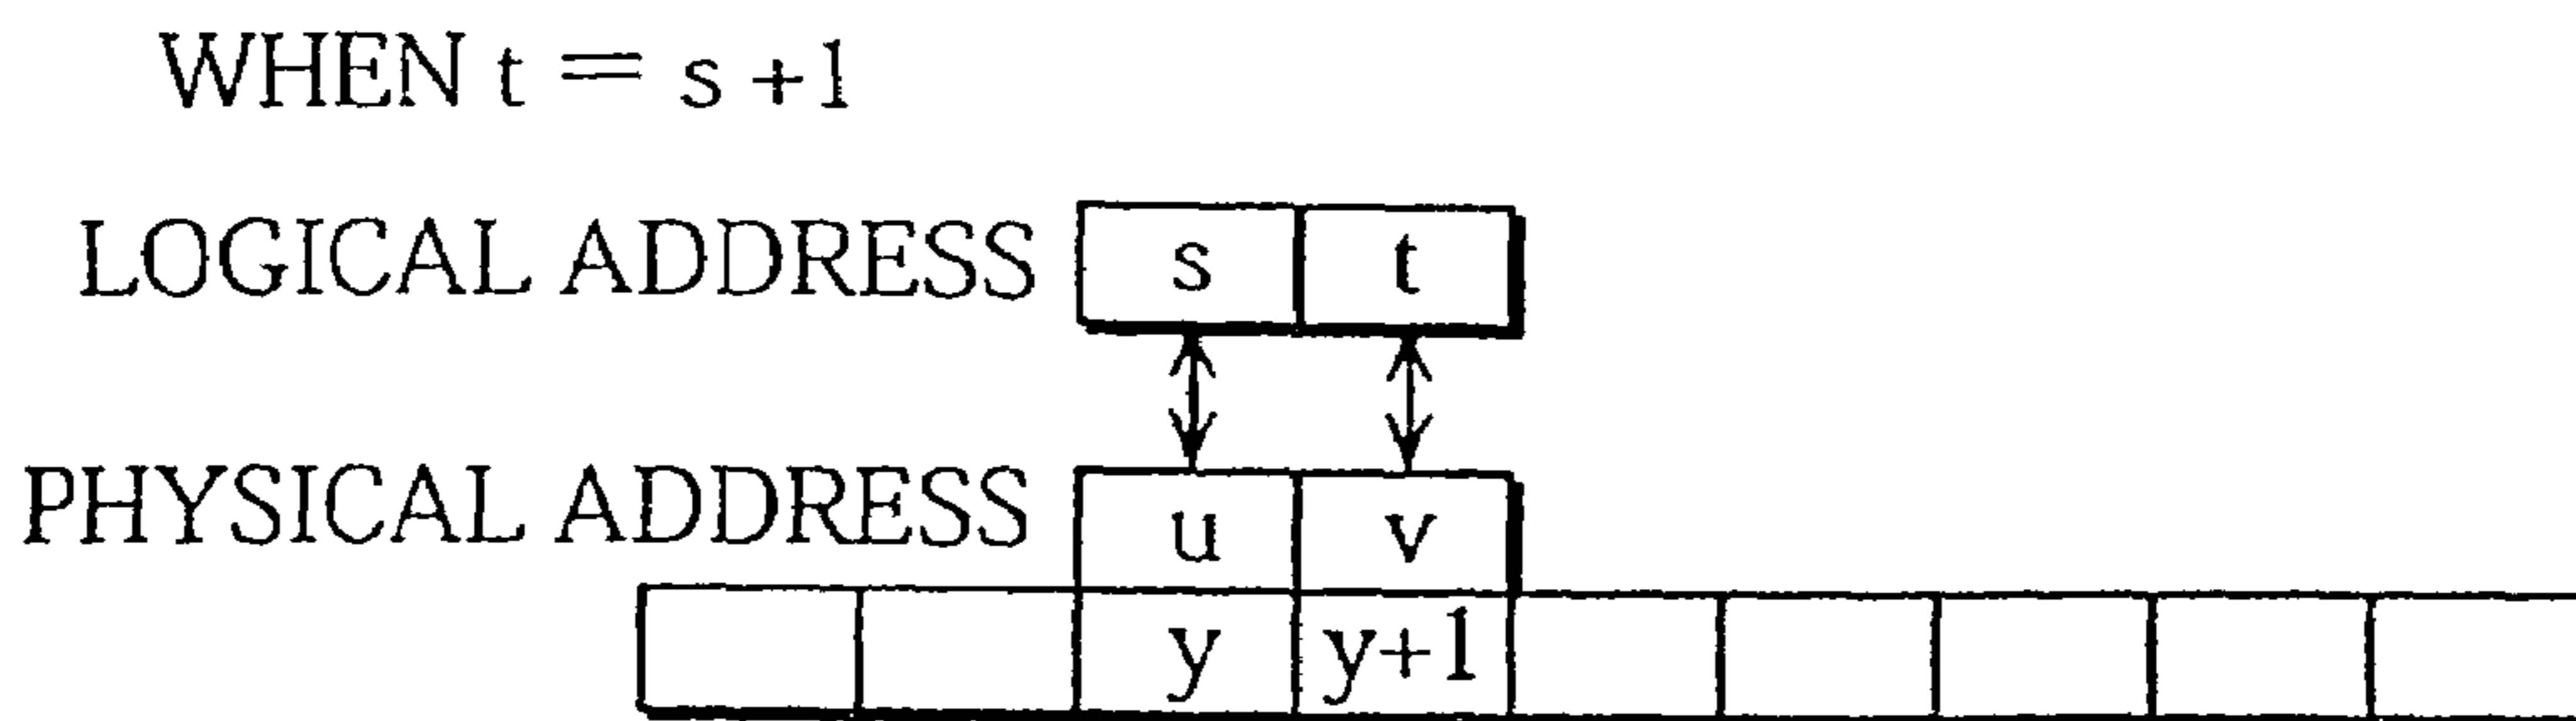 WHEN t = s +1
LOGICAL ADDRESS s t
PHYSICAL ADDRESS u v
y y+1